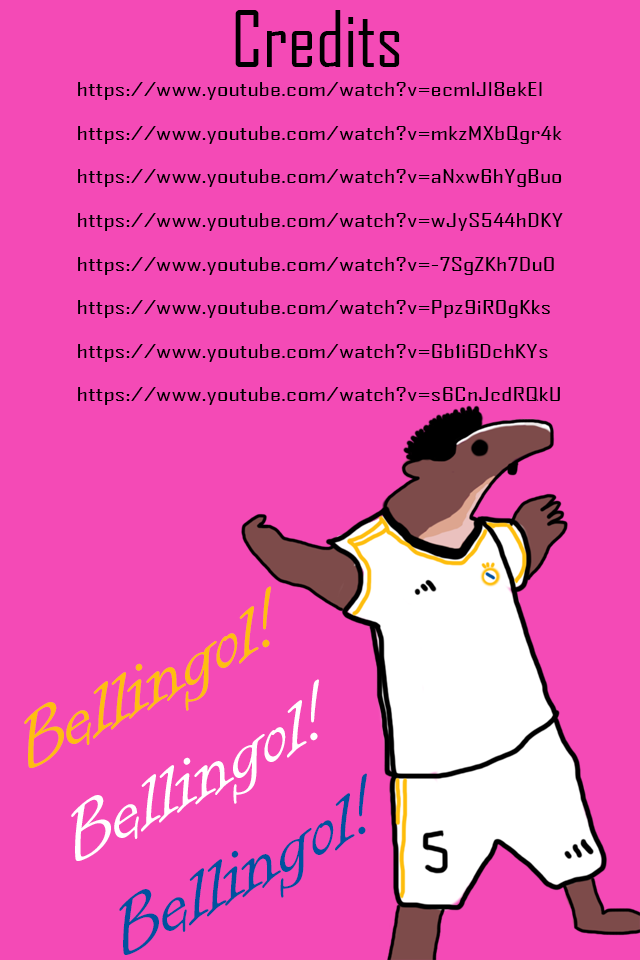 Credits
https://www.youtube.com/watch?v=ecmIJI8ekEI
https://www.youtube.com/watch?v=mkzMXbQgr4k
https://www.youtube.com/watch?v=aNxw6hYgBuo
https://www.youtube.com/watch?v=wJyS544hDKY
https://www.youtube.com/watch?v=-7SgZKh7Du0
https://www.youtube.com/watch?v=Ppz9iR0gKks
https://www.youtube.com/watch?v=Gb1iGDchKYs
https://www.youtube.com/watch?v=s6CnJcdRQkU
Bellingol!
Bellingol!
Bellingol!
5